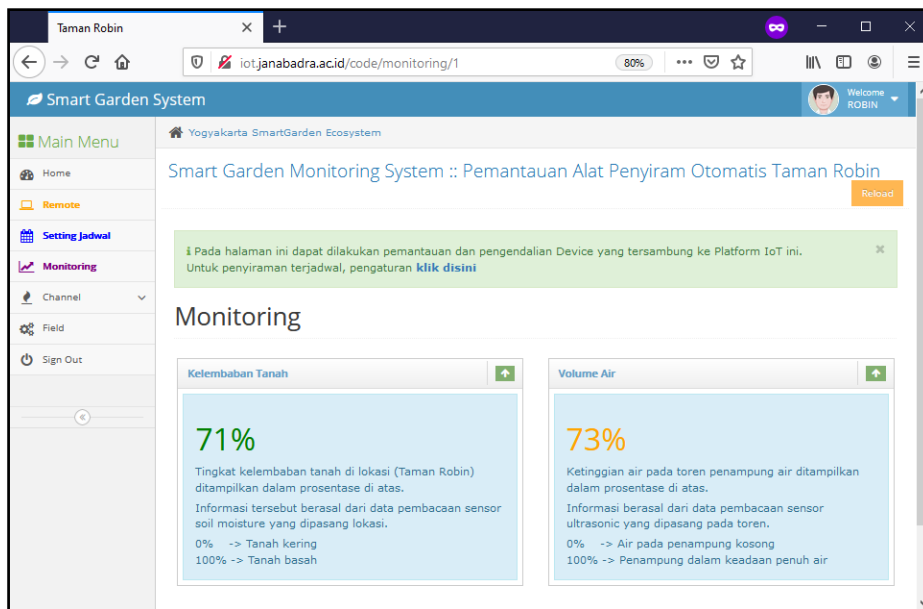 Taman Robin
iot.janabadra.ac.id/code/monitoring/1
80%
Smart Garden System
Welcome
ROBIN
Main Menu
Home
Remote
Setting Jadwal
Monitoring
Channel
Field
Sign Out
Yogyakarta SmartGarden Ecosystem
Smart Garden Monitoring System :: Pemantauan Alat Penyiram Otomatis Taman Robin
Reload
Pada halaman ini dapat dilakukan pemantauan dan pengendalian Device yang tersambung ke Platform IoT ini.
Untuk penyiraman terjadwal, pengaturan klik disini
Monitoring
Kelembaban Tanah
71%
Tingkat kelembaban tanah di lokasi (Taman Robin)
ditampilkan dalam prosentase di atas.
Informasi tersebut berasal dari data pembacaan sensor
soil moisture yang dipasang lokasi.
0% -> Tanah kering
100% -> Tanah basah
Volume Air
73%
Ketinggian air pada toren penampung air ditampilkan
dalam prosentase di atas.
Informasi berasal dari data pembacaan sensor
ultrasonic yang dipasang pada toren.
0% -> Air pada penampung kosong
100% -> Penampung dalam keadaan penuh air